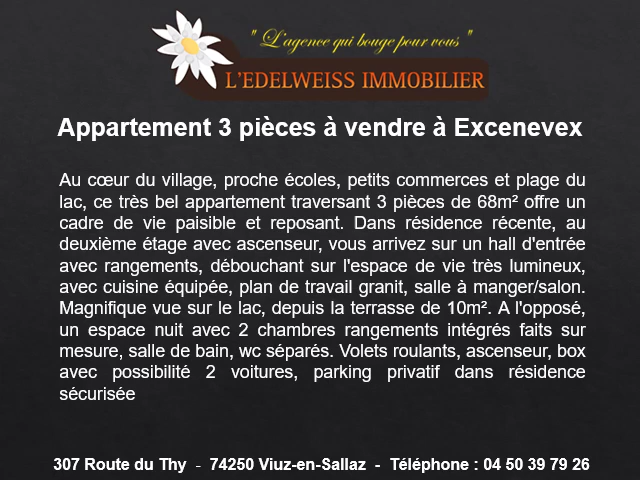 " L'agence qui bouge pour vous "
L'EDELWEISS IMMOBILIER
Appartement 3 pièces à vendre à Excenevex
Au cœur du village, proche écoles, petits commerces et plage du
lac, ce très bel appartement traversant 3 pièces de 68m² offre un
cadre de vie paisible et reposant. Dans résidence récente, au
deuxième étage avec ascenseur, vous arrivez sur un hall d'entrée
avec rangements, débouchant sur l'espace de vie très lumineux,
avec cuisine équipée, plan de travail granit, salle à manger/salon.
Magnifique vue sur le lac, depuis la terrasse de 10m². A l'opposé,
un espace nuit avec 2 chambres rangements intégrés faits sur
mesure, salle de bain, wc séparés. Volets roulants, ascenseur, box
avec possibilité 2 voitures, parking privatif dans résidence
sécurisée
307 Route du Thy - 74250 Viuz-en-Sallaz - Téléphone : 04 50 39 79 26